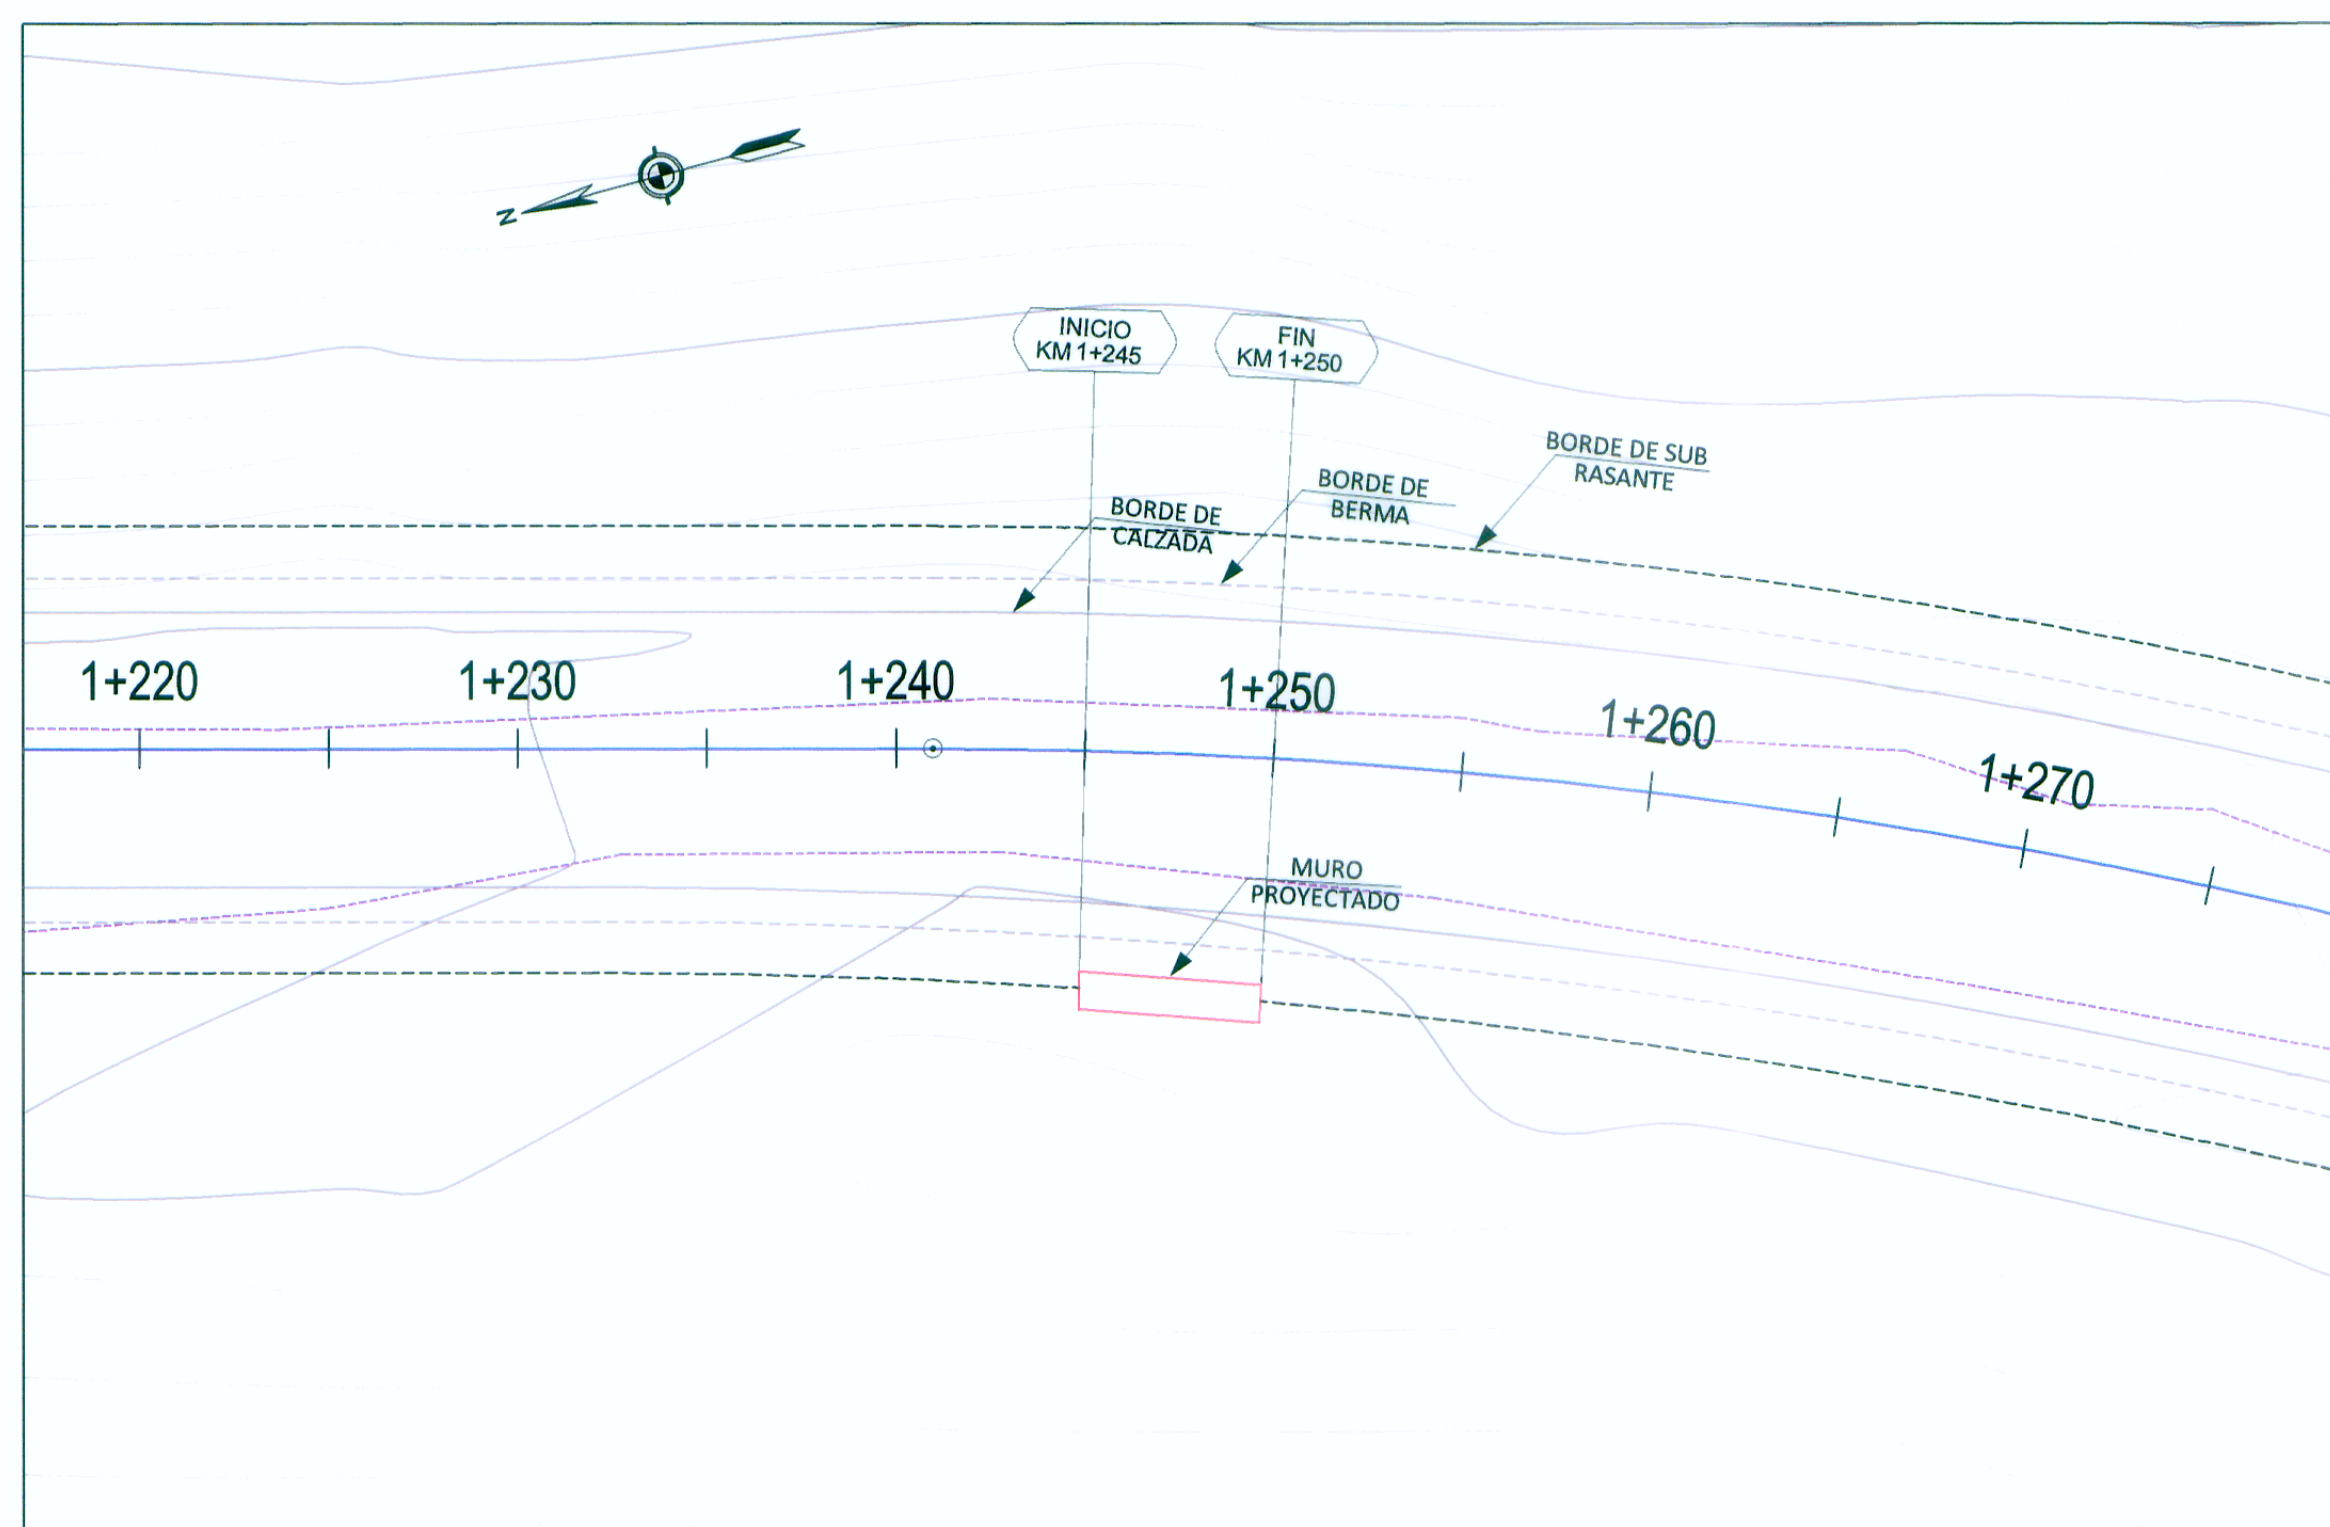 N
INICIO
KM 1+245
FIN
KM 1+250
BORDE DE SUB
RASANTE
BORDE DE
BERMA
BORDE DE
CALZADA
1+220
1+230
1+240
1+250
1+260
1+270
MURO
PROYECTADO